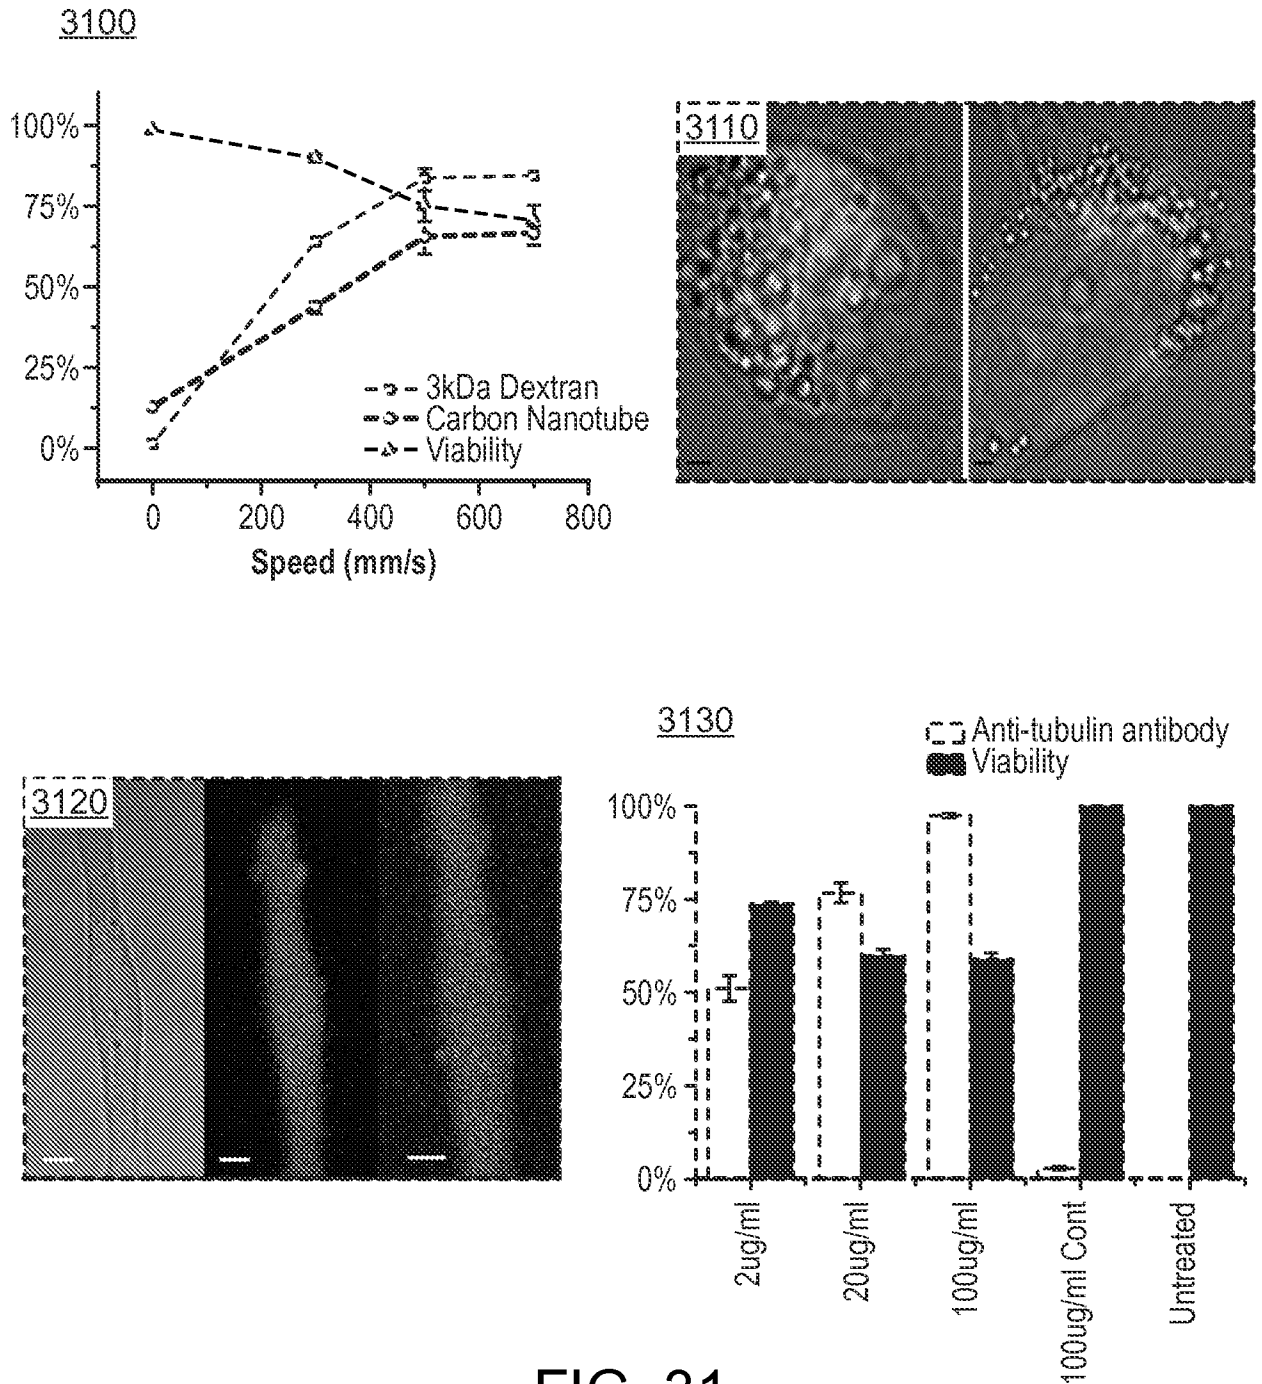 3100
100%
75%
50%
25%
0%
3kDa Dextran
Carbon Nanotube
Viability
0 200 400 600 800
Speed (mm/s)
3110
3120
3130
Anti-tubulin antibody
Viability
100%
75%
50%
25%
0%
2ug/ml
20ug/ml
100ug/ml
100ug/ml Cont
Untreated
FIG. 31